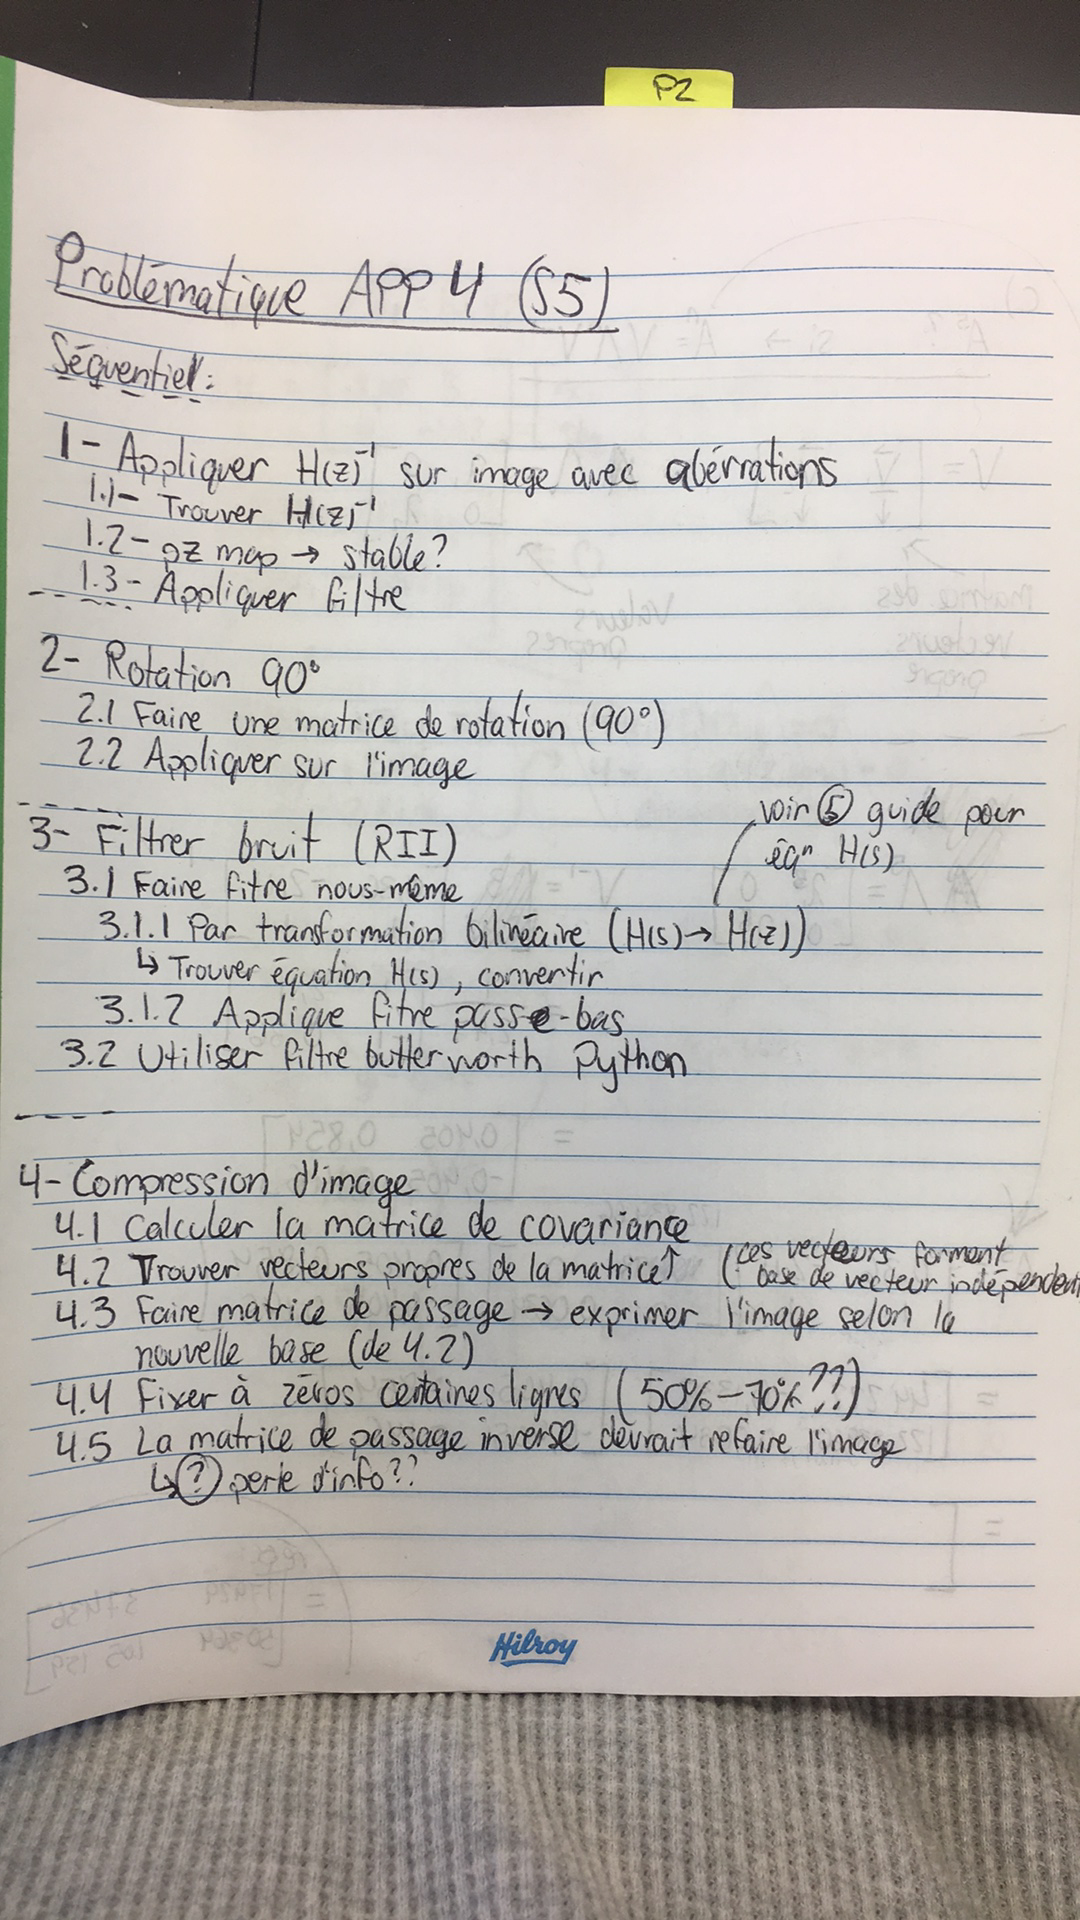 P2
Problématique APP 4 (S5)
Séquentiel:
1- Appliquer H(z)⁻¹ sur image avec abérrations
1.1- Trouver H(z)⁻¹
1.2- pz map → stable?
1.3- Appliquer filtre
2- Rotation 90°
2.1 Faire une matrice de rotation (90°)
2.2 Appliquer sur l'image
voir ⑤ guide pour
éqⁿ H(s)
3- Filtrer bruit (RII)
3.1 Faire fitre nous-même
3.1.1 Par transformation bilinéaire (H(s)→ H(z))
↳ Trouver équation H(s), convertir
3.1.2 Applique fitre passe-bas
3.2 Utiliser filtre butterworth Python
4- Compression d'image
4.1 Calculer la matrice de covariance
4.2 Trouver vecteurs propres de la matrice↑ (ces vecteurs forment
base de vecteur indépendent
4.3 Faire matrice de passage → exprimer l'image selon la
nouvelle base (de 4.2)
4.4 Fixer à zéros certaines lignes (50%-70%??)
4.5 La matrice de passage inverse devrait refaire l'image
↳(?) perte d'info??
Hilroy